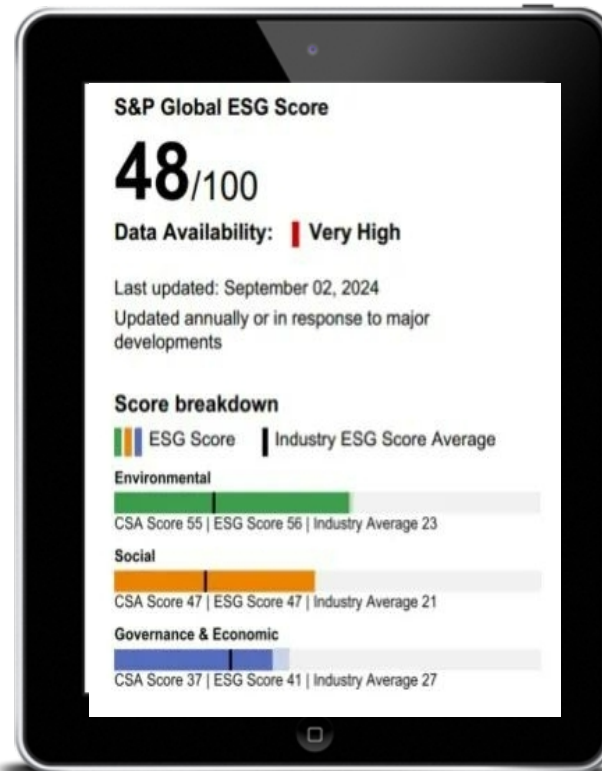 S&P Global ESG Score
48/100
Data Availability: Very High
Last updated: September 02, 2024
Updated annually or in response to major
developments
Score breakdown
ESG Score Industry ESG Score Average
Environmental
CSA Score 55 | ESG Score 56 | Industry Average 23
Social
CSA Score 47 | ESG Score 47 | Industry Average 21
Governance & Economic
CSA Score 37 | ESG Score 41 | Industry Average 27